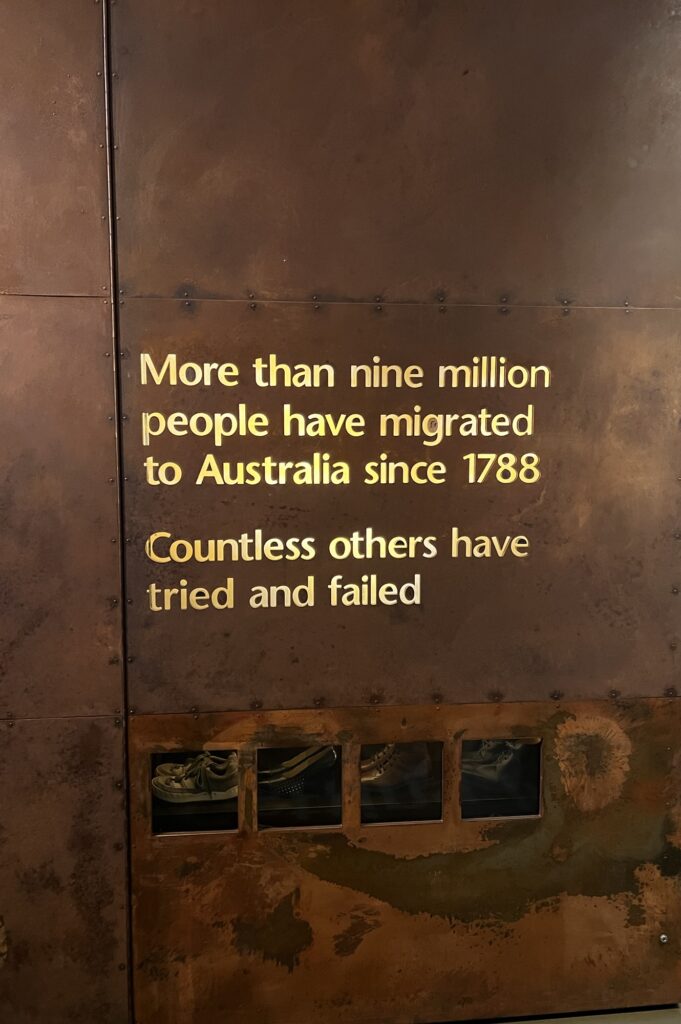 More than nine million
people have migrated
to Australia since 1788
Countless others have
tried and failed